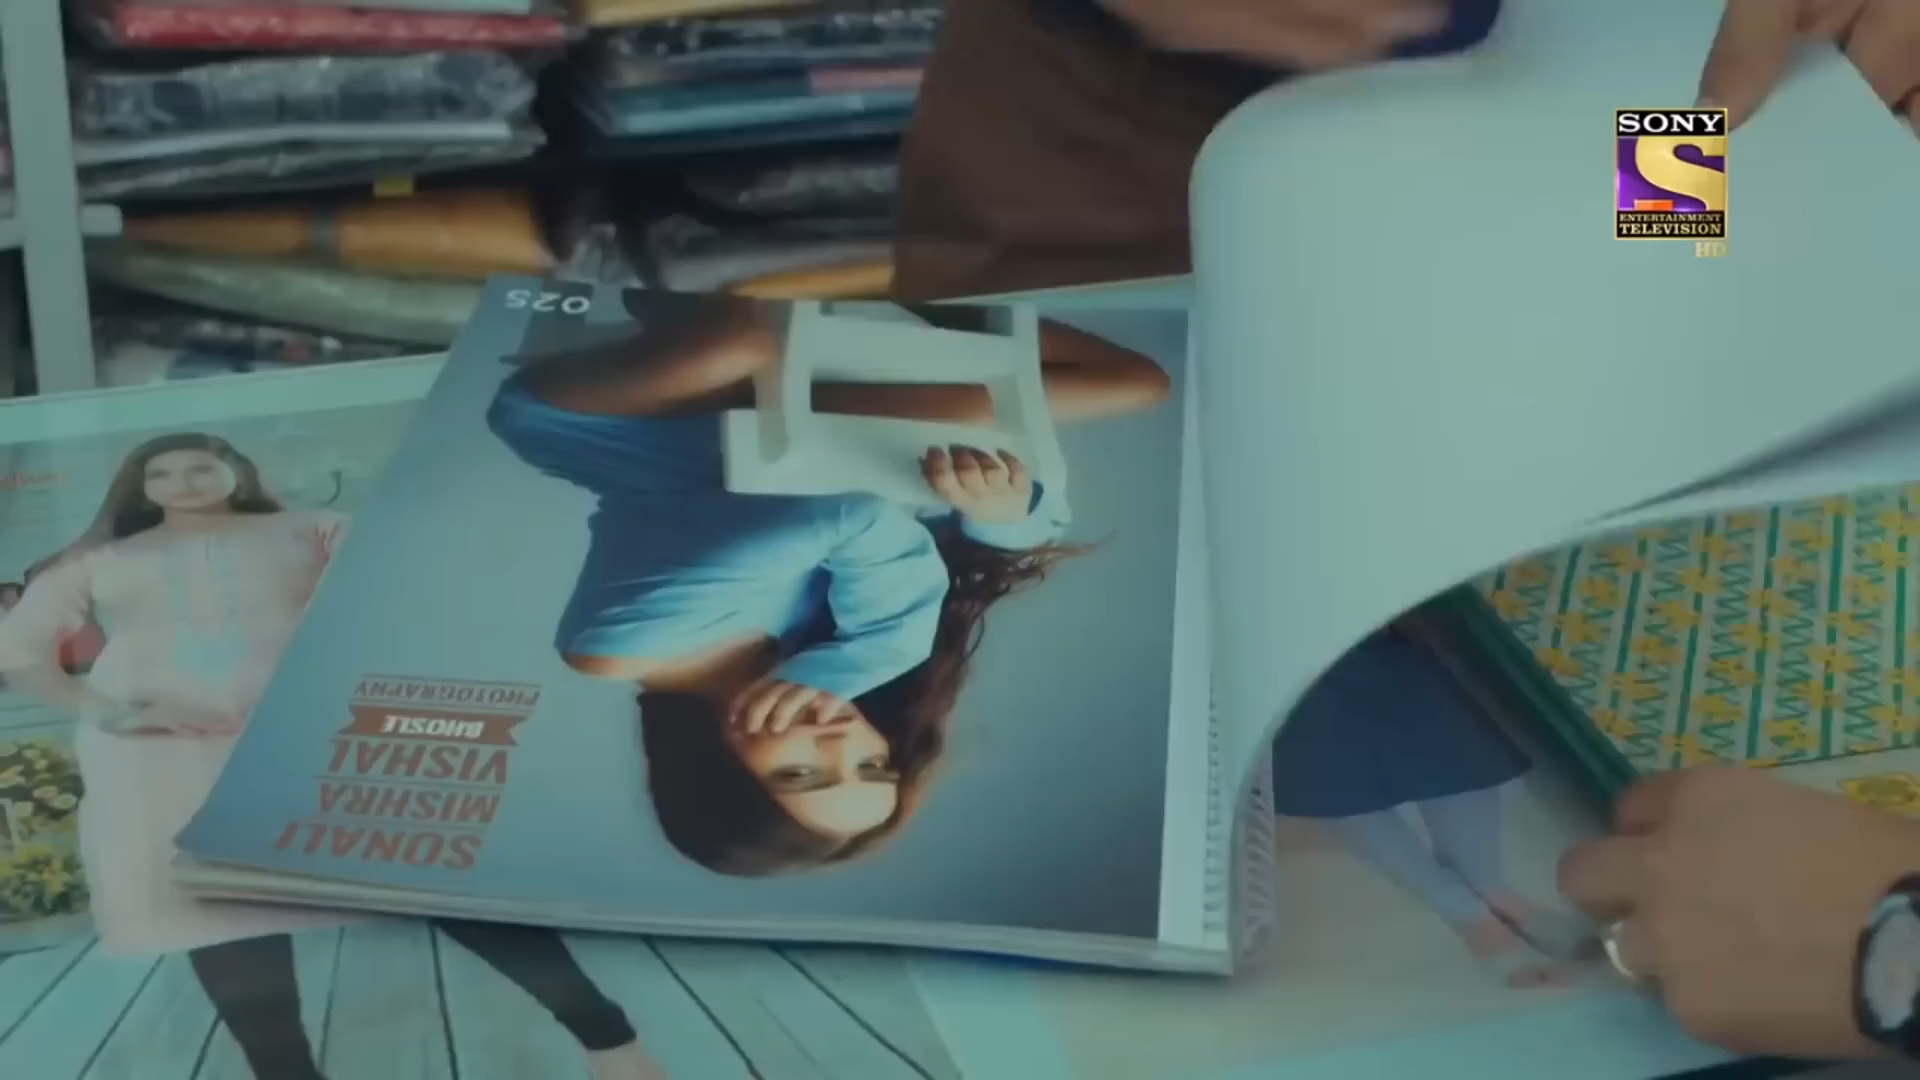 SONY
ENTERTAINMENT
TELEVISION
HD
025
SONALI
MISHRA
VISHAL
BHOSLE
PHOTOGRAPHY